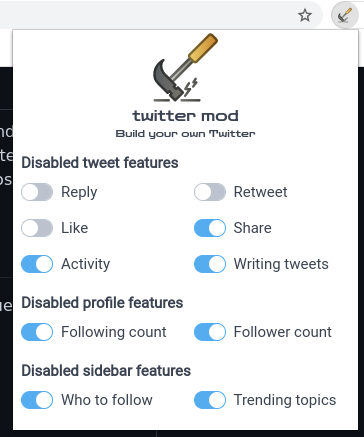 twitter mod
Build your own Twitter
Disabled tweet features
Reply Retweet
Like Share
Activity Writing tweets
Disabled profile features
Following count Follower count
Disabled sidebar features
Who to follow Trending topics